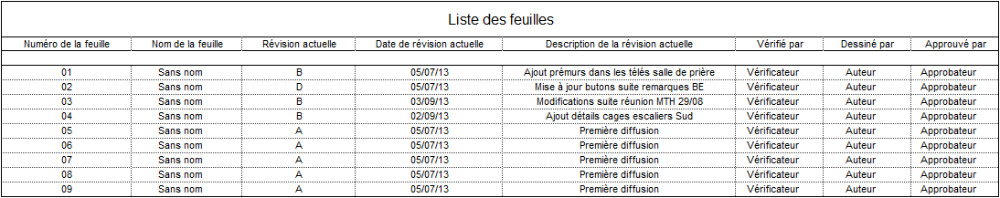 Liste des feuilles
Numéro de la feuille Nom de la feuille Révision actuelle Date de révision actuelle Description de la révision actuelle Vérifié par Dessiné par Approuvé par
01 Sans nom B 05/07/13 Ajout prémurs dans les télés salle de prière Vérificateur Auteur Approbateur
02 Sans nom D 05/07/13 Mise à jour butons suite remarques BE Vérificateur Auteur Approbateur
03 Sans nom B 03/09/13 Modifications suite réunion MTH 29/08 Vérificateur Auteur Approbateur
04 Sans nom B 02/09/13 Ajout détails cages escaliers Sud Vérificateur Auteur Approbateur
05 Sans nom A 05/07/13 Première diffusion Vérificateur Auteur Approbateur
06 Sans nom A 05/07/13 Première diffusion Vérificateur Auteur Approbateur
07 Sans nom A 05/07/13 Première diffusion Vérificateur Auteur Approbateur
08 Sans nom A 05/07/13 Première diffusion Vérificateur Auteur Approbateur
09 Sans nom A 05/07/13 Première diffusion Vérificateur Auteur Approbateur